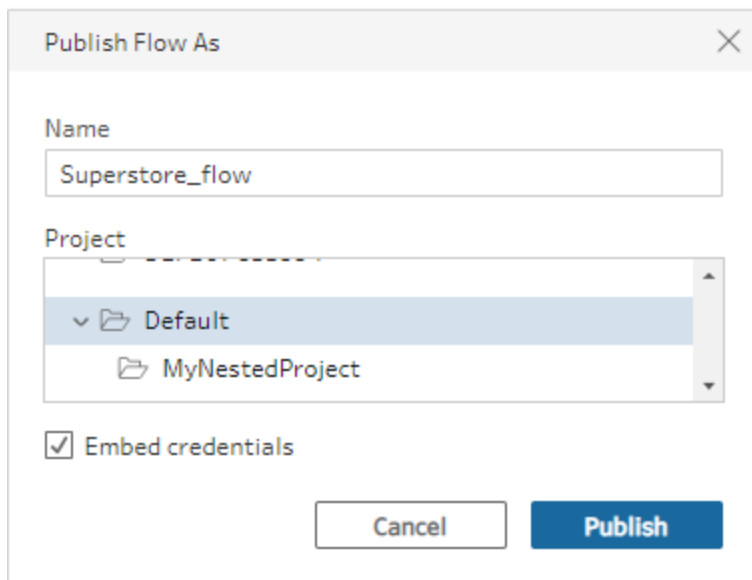 Publish Flow As
Name
Superstore_flow
Project
Default
MyNestedProject
Embed credentials
Cancel
Publish